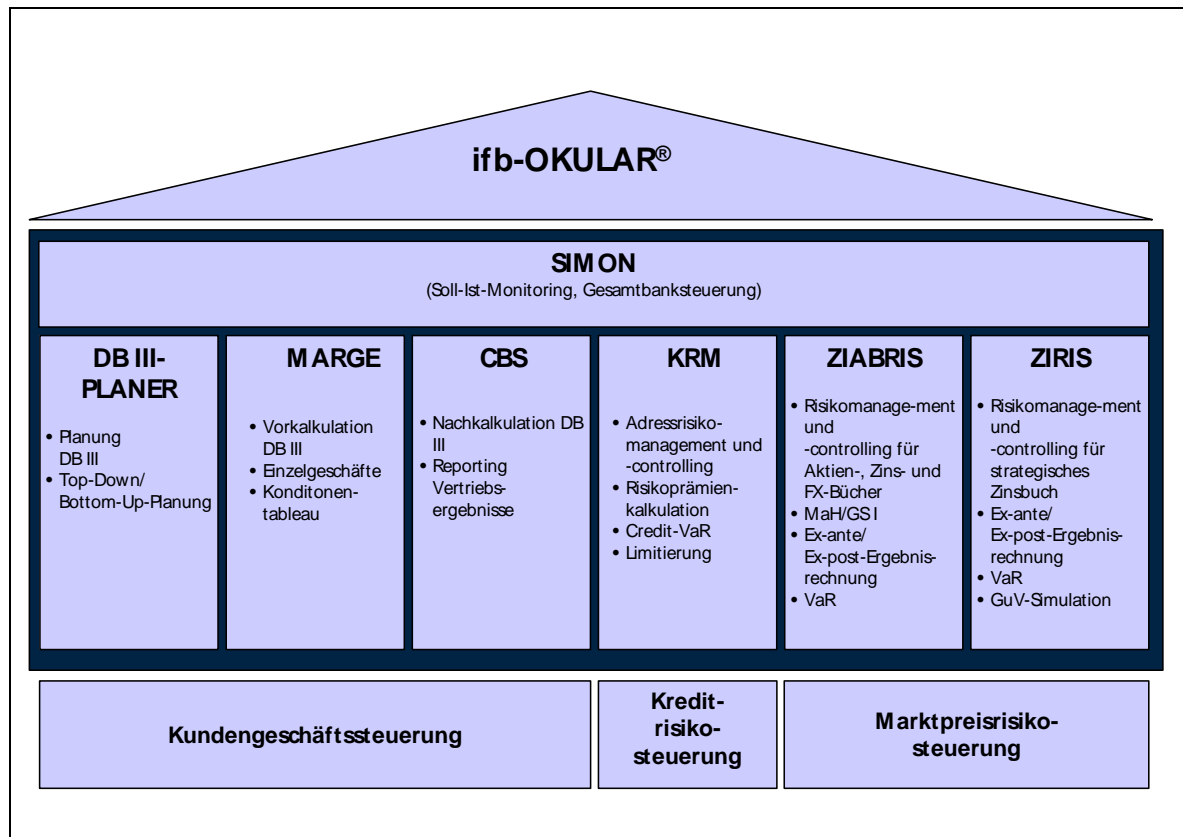 ifb-OKULAR®
SIMON
(Soll-Ist-Monitoring, Gesamtbanksteuerung)
DB III-
PLANER
• Planung
DB III
• Top-Down/
Bottom-Up-Planung
MARGE
• Vorkalkulation
DB III
• Einzelgeschäfte
• Konditonen-
tableau
CBS
• Nachkalkulation DB
III
• Reporting
Vertriebs-
ergebnisse
KRM
• Adressrisiko-
management und
-controlling
• Risikoprämien-
kalkulation
• Credit-VaR
• Limitierung
ZIABRIS
• Risikomanage-ment
und
-controlling für
Aktien-, Zins- und
FX-Bücher
• MaH/GS I
• Ex-ante/
Ex-post-Ergebnis-
rechnung
• VaR
ZIRIS
• Risikomanage-ment
und
-controlling für
strategisches
Zinsbuch
• Ex-ante/
Ex-post-Ergebnis-
rechnung
• VaR
• GuV-Simulation
Kundengeschäftssteuerung
Kredit-
risiko-
steuerung
Marktpreisrisiko-
steuerung